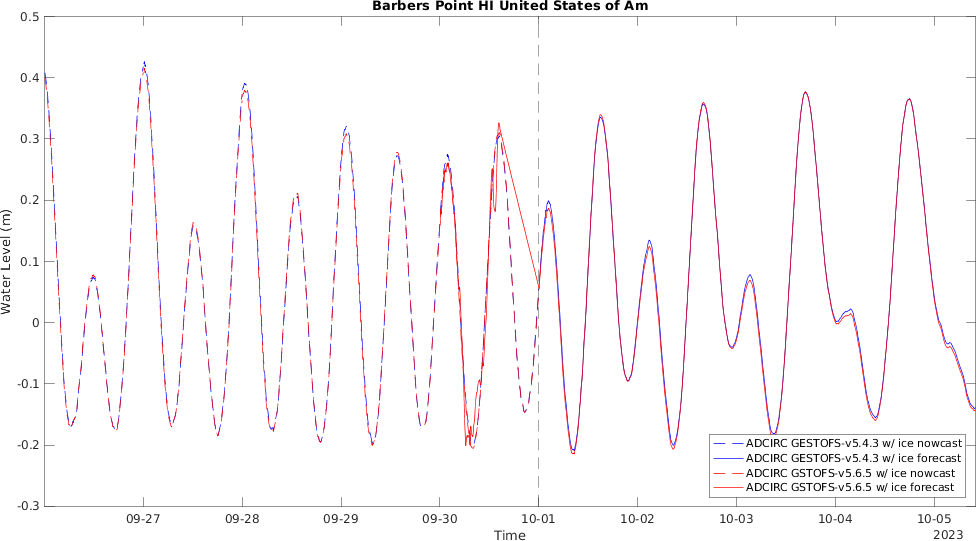 Barbers Point HI United States of Am
0.5
0.4
0.3
0.2
0.1
0
-0.1
-0.2
-0.3
Water Level (m)
09-27
09-28
09-29
09-30
10-01
10-02
10-03
10-04
10-05
Time
2023
ADCIRC GESTOFS-v5.4.3 w/ ice nowcast
ADCIRC GESTOFS-v5.4.3 w/ ice forecast
ADCIRC GSTOFS-v5.6.5 w/ ice nowcast
ADCIRC GSTOFS-v5.6.5 w/ ice forecast